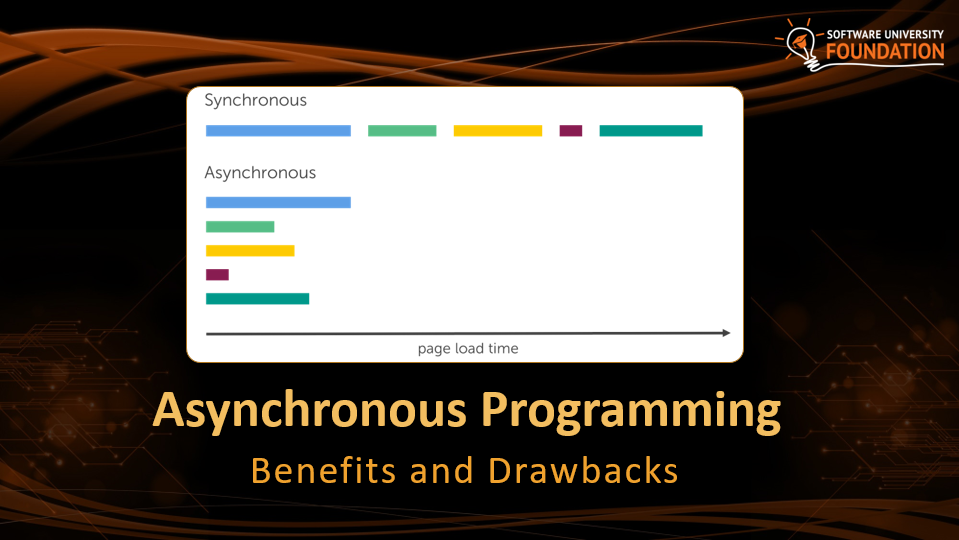 SOFTWARE UNIVERSITY
FOUNDATION
Synchronous
Asynchronous
page load time
Asynchronous Programming
Benefits and Drawbacks